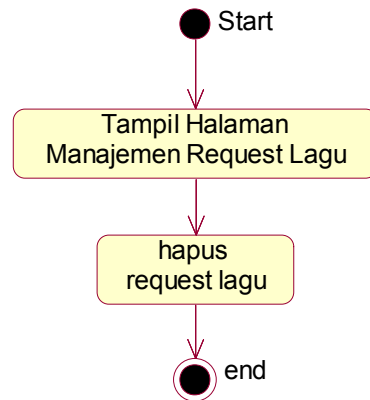 Start
Tampil Halaman
Manajemen Request Lagu
hapus
request lagu
end